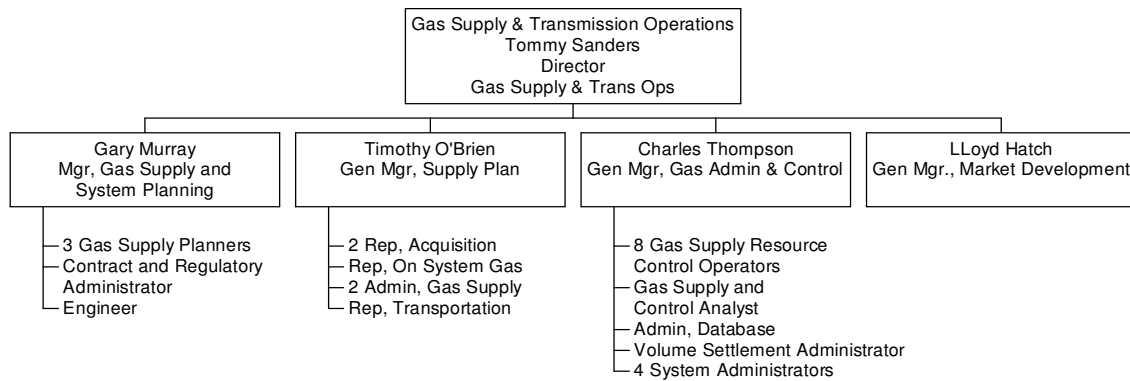 Gas Supply & Transmission Operations
Tommy Sanders
Director
Gas Supply & Trans Ops
Gary Murray
Mgr, Gas Supply and
System Planning
3 Gas Supply Planners
Contract and Regulatory
Administrator
Engineer
Timothy O'Brien
Gen Mgr, Supply Plan
2 Rep, Acquisition
Rep, On System Gas
2 Admin, Gas Supply
Rep, Transportation
Charles Thompson
Gen Mgr, Gas Admin & Control
8 Gas Supply Resource
Control Operators
Gas Supply and
Control Analyst
Admin, Database
Volume Settlement Administrator
4 System Administrators
LLoyd Hatch
Gen Mgr., Market Development